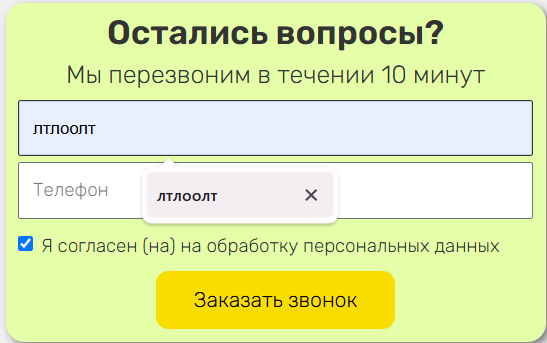 Остались вопросы?
Мы перезвоним в течении 10 минут
лтлоолт
Телефон
лтлоолт
Я согласен (на) на обработку персональных данных
Заказать звонок